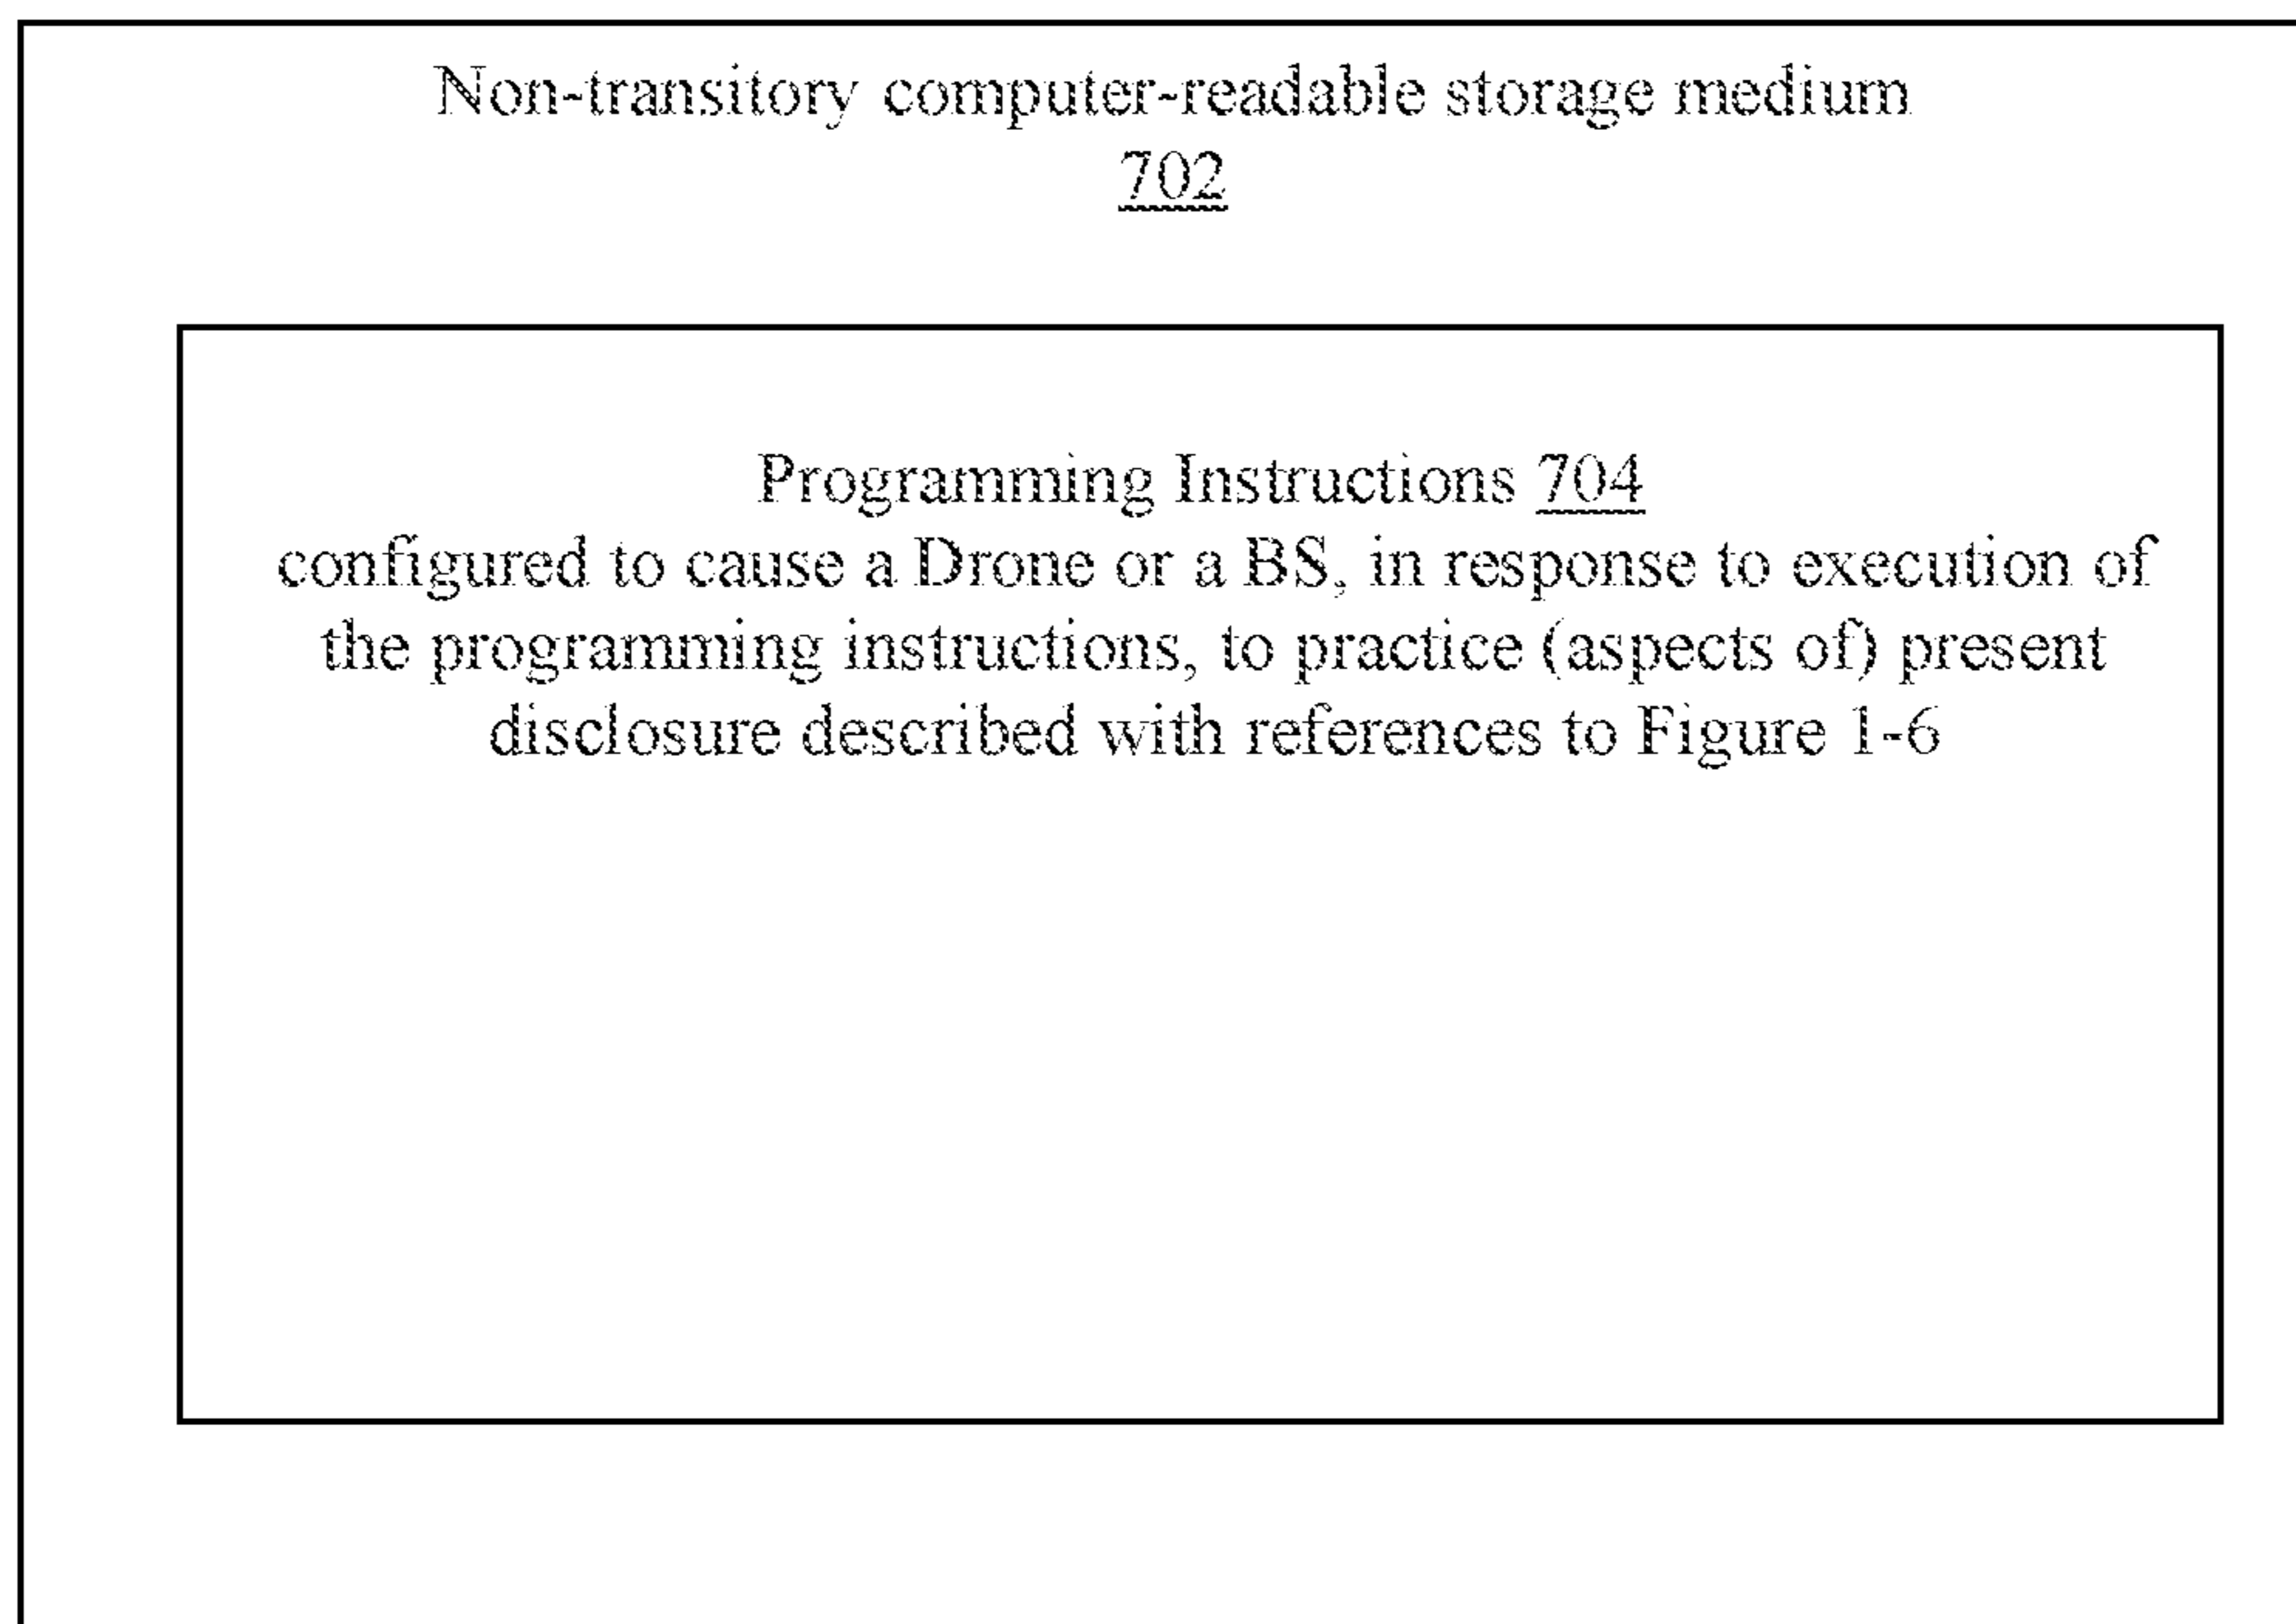 Non-transitory computer-readable storage medium
702
Programming Instructions 704
configured to cause a Drone or a BS, in response to execution of
the programming instructions, to practice (aspects of) present
disclosure described with references to Figure 1-6